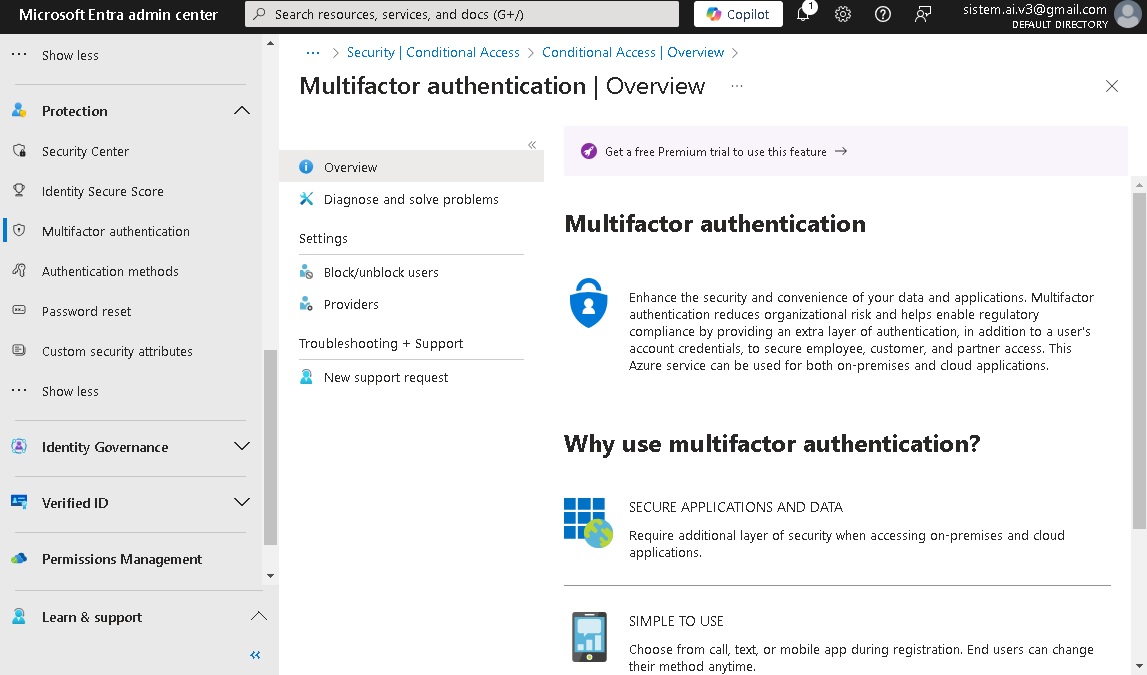 Microsoft Entra admin center
Search resources, services, and docs (G+/)
Copilot
1
sistem.ai.v3@gmail.com
DEFAULT DIRECTORY
··· Show less
Protection
Security Center
Identity Secure Score
Multifactor authentication
Authentication methods
Password reset
Custom security attributes
··· Show less
Identity Governance
Verified ID
Permissions Management
Learn & support
«
··· > Security | Conditional Access > Conditional Access | Overview >
Multifactor authentication | Overview ···
«
Overview
Diagnose and solve problems
Settings
Block/unblock users
Providers
Troubleshooting + Support
New support request
Get a free Premium trial to use this feature →
Multifactor authentication
Enhance the security and convenience of your data and applications. Multifactor
authentication reduces organizational risk and helps enable regulatory
compliance by providing an extra layer of authentication, in addition to a user's
account credentials, to secure employee, customer, and partner access. This
Azure service can be used for both on-premises and cloud applications.
Why use multifactor authentication?
SECURE APPLICATIONS AND DATA
Require additional layer of security when accessing on-premises and cloud
applications.
SIMPLE TO USE
Choose from call, text, or mobile app during registration. End users can change
their method anytime.